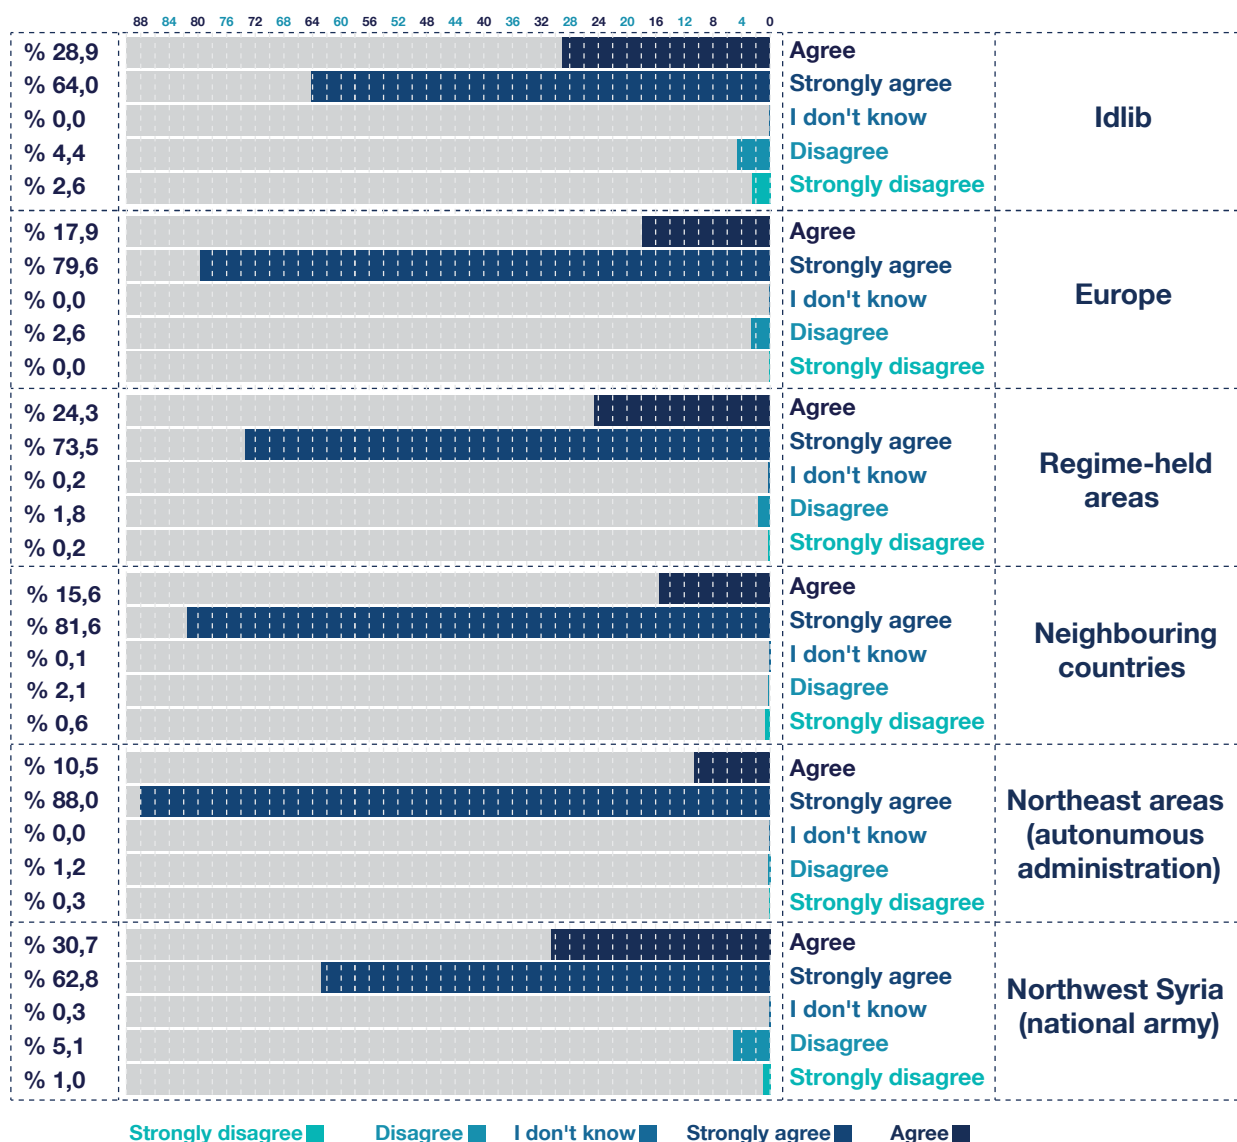 88 84 80 76 72 68 64 60 56 52 48 44 40 36 32 28 24 20 16 12 8 4 0
% 28,9 Agree
% 64,0 Strongly agree
% 0,0 I don't know
% 4,4 Disagree
% 2,6 Strongly disagree
Idlib
% 17,9 Agree
% 79,6 Strongly agree
% 0,0 I don't know
% 2,6 Disagree
% 0,0 Strongly disagree
Europe
% 24,3 Agree
% 73,5 Strongly agree
% 0,2 I don't know
% 1,8 Disagree
% 0,2 Strongly disagree
Regime-held
areas
% 15,6 Agree
% 81,6 Strongly agree
% 0,1 I don't know
% 2,1 Disagree
% 0,6 Strongly disagree
Neighbouring
countries
% 10,5 Agree
% 88,0 Strongly agree
% 0,0 I don't know
% 1,2 Disagree
% 0,3 Strongly disagree
Northeast areas
(autonumous
administration)
% 30,7 Agree
% 62,8 Strongly agree
% 0,3 I don't know
% 5,1 Disagree
% 1,0 Strongly disagree
Northwest Syria
(national army)
Strongly disagree Disagree I don't know Strongly agree Agree